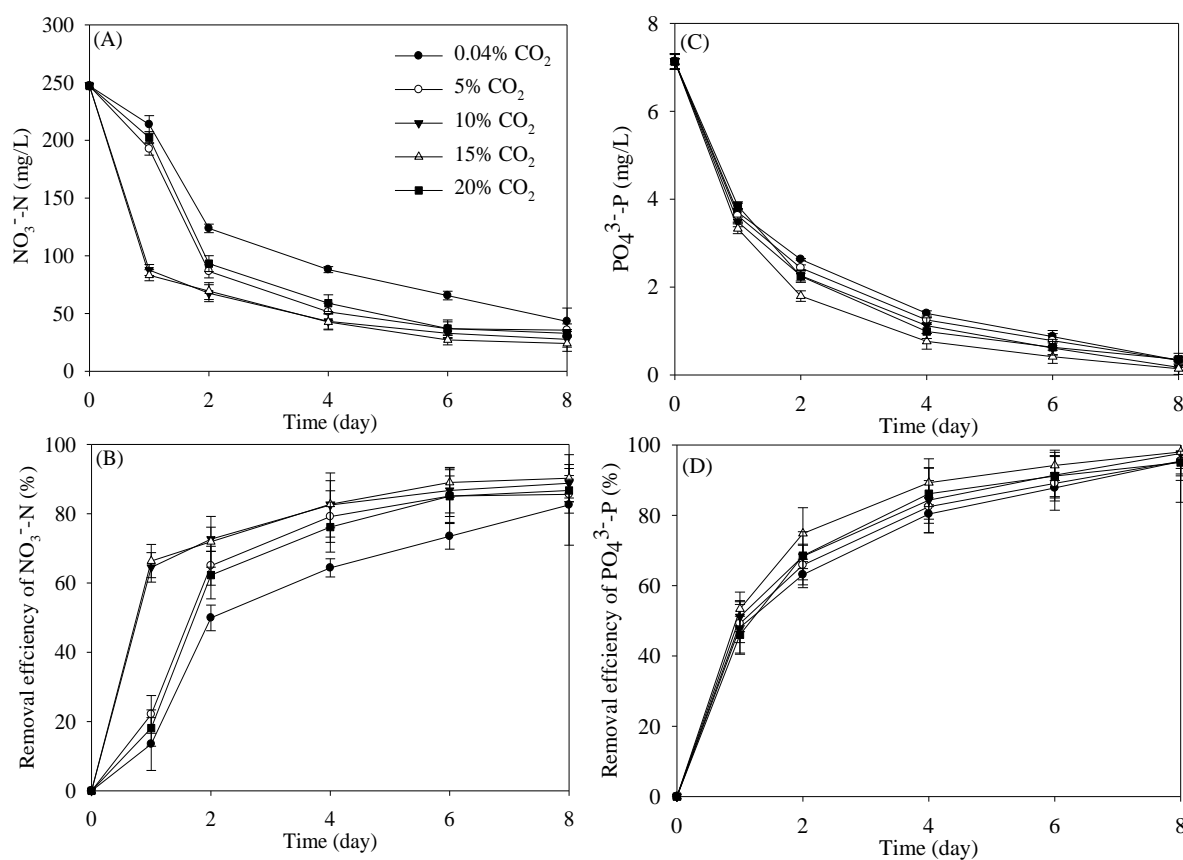 (A)
300
250
200
150
100
50
0
NO₃⁻-N (mg/L)
0.04% CO₂
5% CO₂
10% CO₂
15% CO₂
20% CO₂
0 2 4 6 8
Time (day)
(C)
8
6
4
2
0
PO₄³⁻-P (mg/L)
0 2 4 6 8
Time (day)
(B)
100
80
60
40
20
0
Removal effciency of NO₃⁻-N (%)
0 2 4 6 8
Time (day)
(D)
100
80
60
40
20
0
Removal effciency of PO₄³⁻-P (%)
0 2 4 6 8
Time (day)